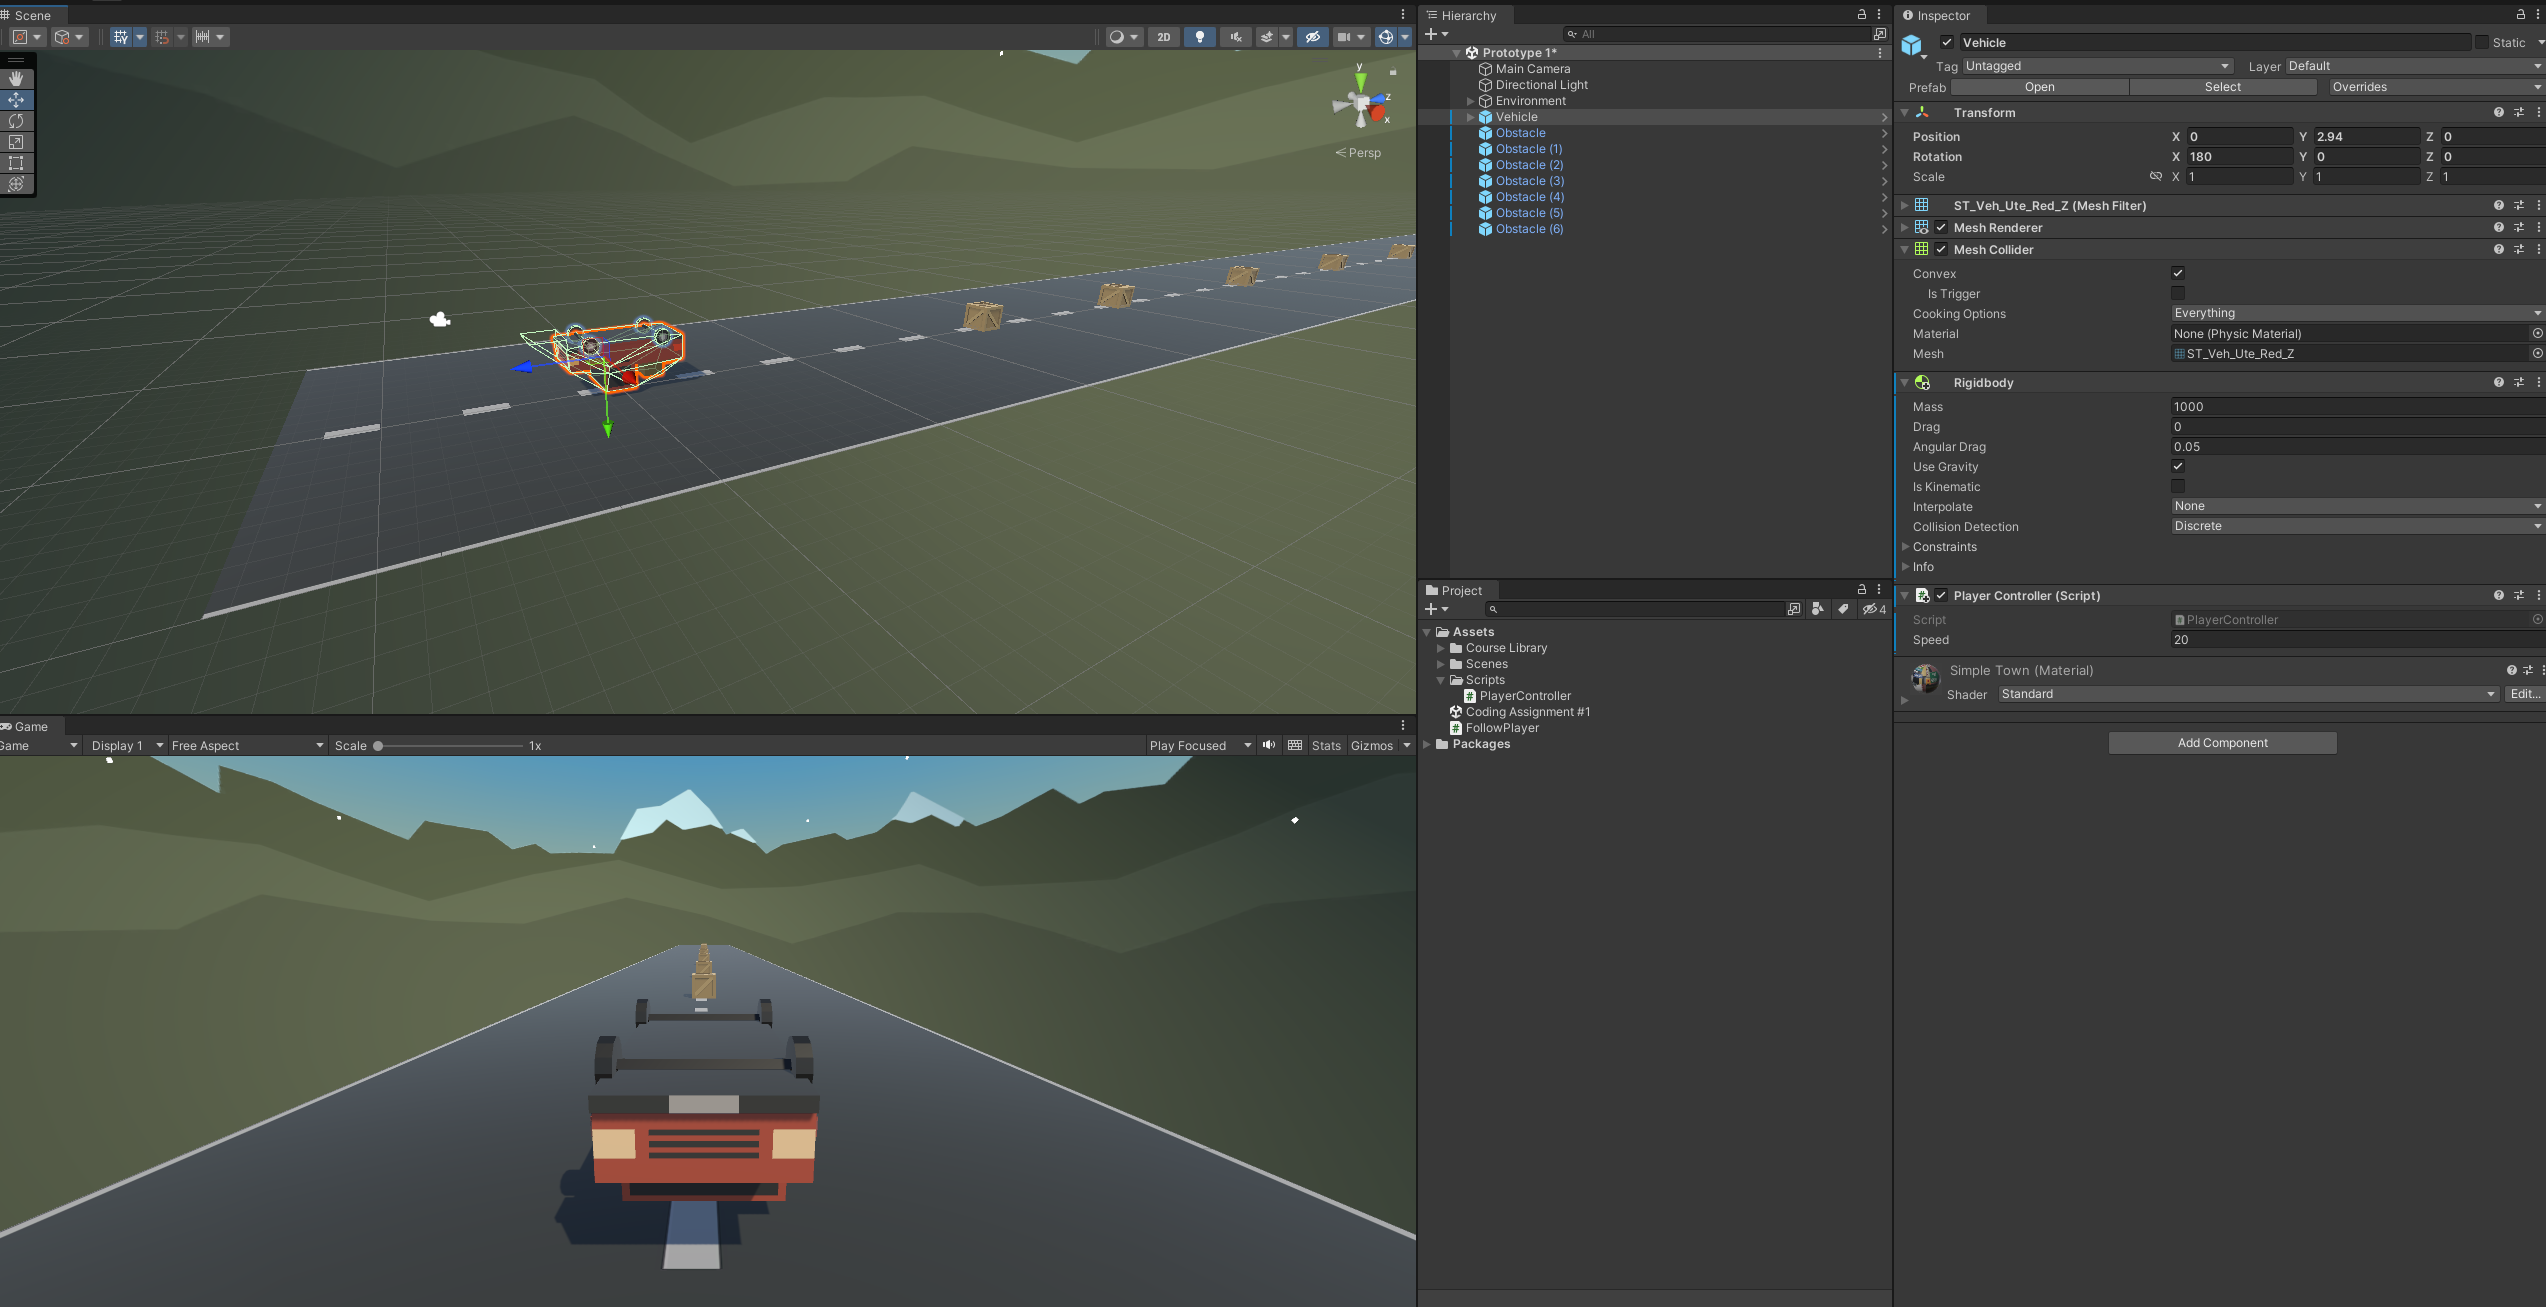 Scene
2D
y
z
x
Persp
Game
Game
Display 1
Free Aspect
Scale
1x
Play Focused
Stats
Gizmos
Hierarchy
All
Prototype 1*
Main Camera
Directional Light
Environment
Vehicle
Obstacle
Obstacle (1)
Obstacle (2)
Obstacle (3)
Obstacle (4)
Obstacle (5)
Obstacle (6)
Project
4
Assets
Course Library
Scenes
Scripts
PlayerController
Coding Assignment #1
FollowPlayer
Packages
Inspector
Vehicle
Static
Tag Untagged Layer Default
Prefab Open Select Overrides
Transform
Position X 0 Y 2.94 Z 0
Rotation X 180 Y 0 Z 0
Scale X 1 Y 1 Z 1
ST_Veh_Ute_Red_Z (Mesh Filter)
Mesh Renderer
Mesh Collider
Convex
Is Trigger
Cooking Options Everything
Material None (Physic Material)
Mesh ST_Veh_Ute_Red_Z
Rigidbody
Mass 1000
Drag 0
Angular Drag 0.05
Use Gravity
Is Kinematic
Interpolate None
Collision Detection Discrete
Constraints
Info
Player Controller (Script)
Script PlayerController
Speed 20
Simple Town (Material)
Shader Standard Edit...
Add Component